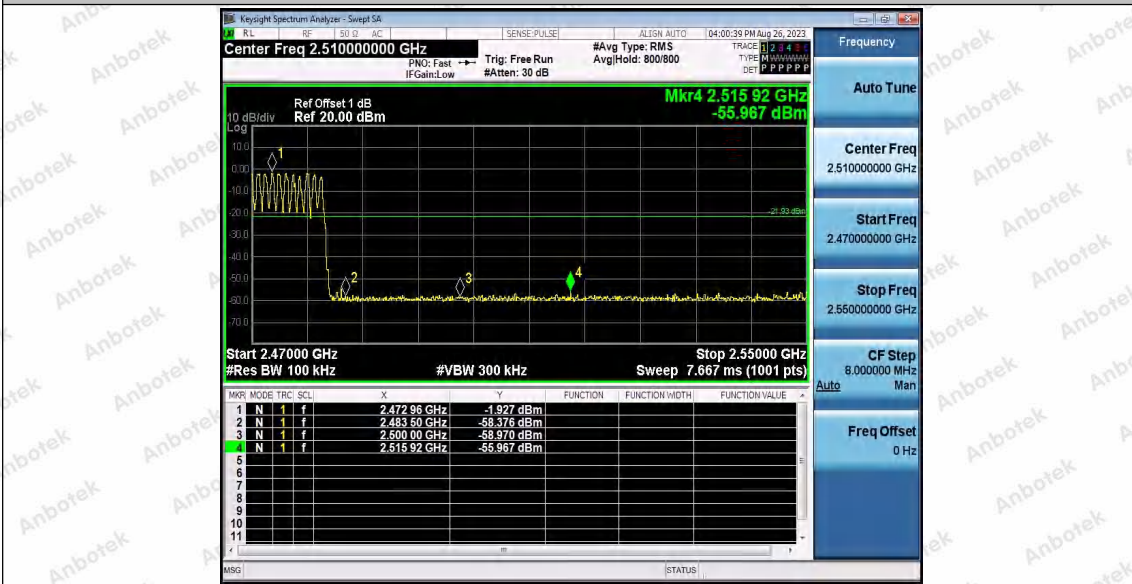 Keysight Spectrum Analyzer - Swept SA
RL RF 50 Ω AC SENSE:PULSE ALIGN AUTO 04:00:39 PM Aug 26, 2023
Center Freq 2.510000000 GHz
PNO: Fast
IFGain:Low
Trig: Free Run
#Atten: 30 dB
#Avg Type: RMS
Avg|Hold: 800/800
TRACE 1 2 3 4 5 6
TYPE M W W W W W
DET P P P P P P
Mkr4 2.515 92 GHz
-55.967 dBm
Ref Offset 1 dB
10 dB/div Ref 20.00 dBm
Log
10.0
0.00
-10.0
-20.0
-30.0
-40.0
-50.0
-60.0
-70.0
1
2
3
4
-21.93 dBm
Start 2.47000 GHz Stop 2.55000 GHz
#Res BW 100 kHz #VBW 300 kHz Sweep 7.667 ms (1001 pts)
MKR MODE TRC SCL X Y FUNCTION FUNCTION WIDTH FUNCTION VALUE
1 N 1 f 2.472 96 GHz -1.927 dBm
2 N 1 f 2.483 50 GHz -58.376 dBm
3 N 1 f 2.500 00 GHz -58.970 dBm
4 N 1 f 2.515 92 GHz -55.967 dBm
5
6
7
8
9
10
11
MSG STATUS
Frequency
Auto Tune
Center Freq
2.510000000 GHz
Start Freq
2.470000000 GHz
Stop Freq
2.550000000 GHz
CF Step
8.000000 MHz
Auto Man
Freq Offset
0 Hz
Anbotek